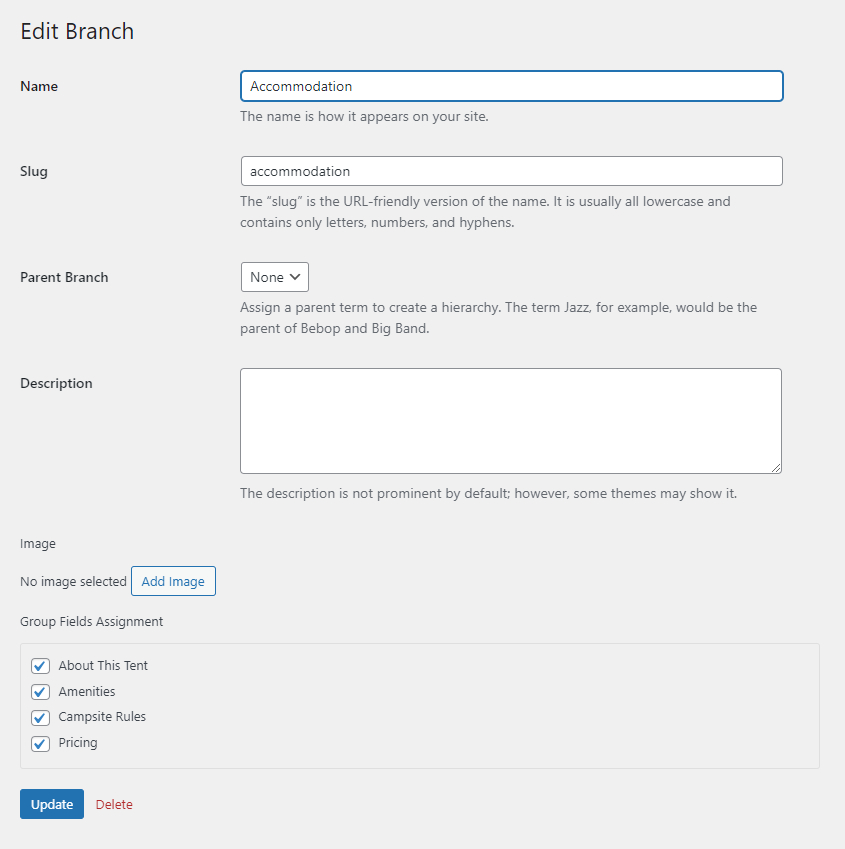 Edit Branch
Name
Accommodation
The name is how it appears on your site.
Slug
accommodation
The “slug” is the URL-friendly version of the name. It is usually all lowercase and
contains only letters, numbers, and hyphens.
Parent Branch
None
Assign a parent term to create a hierarchy. The term Jazz, for example, would be the
parent of Bebop and Big Band.
Description
The description is not prominent by default; however, some themes may show it.
Image
No image selected Add Image
Group Fields Assignment
About This Tent
Amenities
Campsite Rules
Pricing
Update Delete